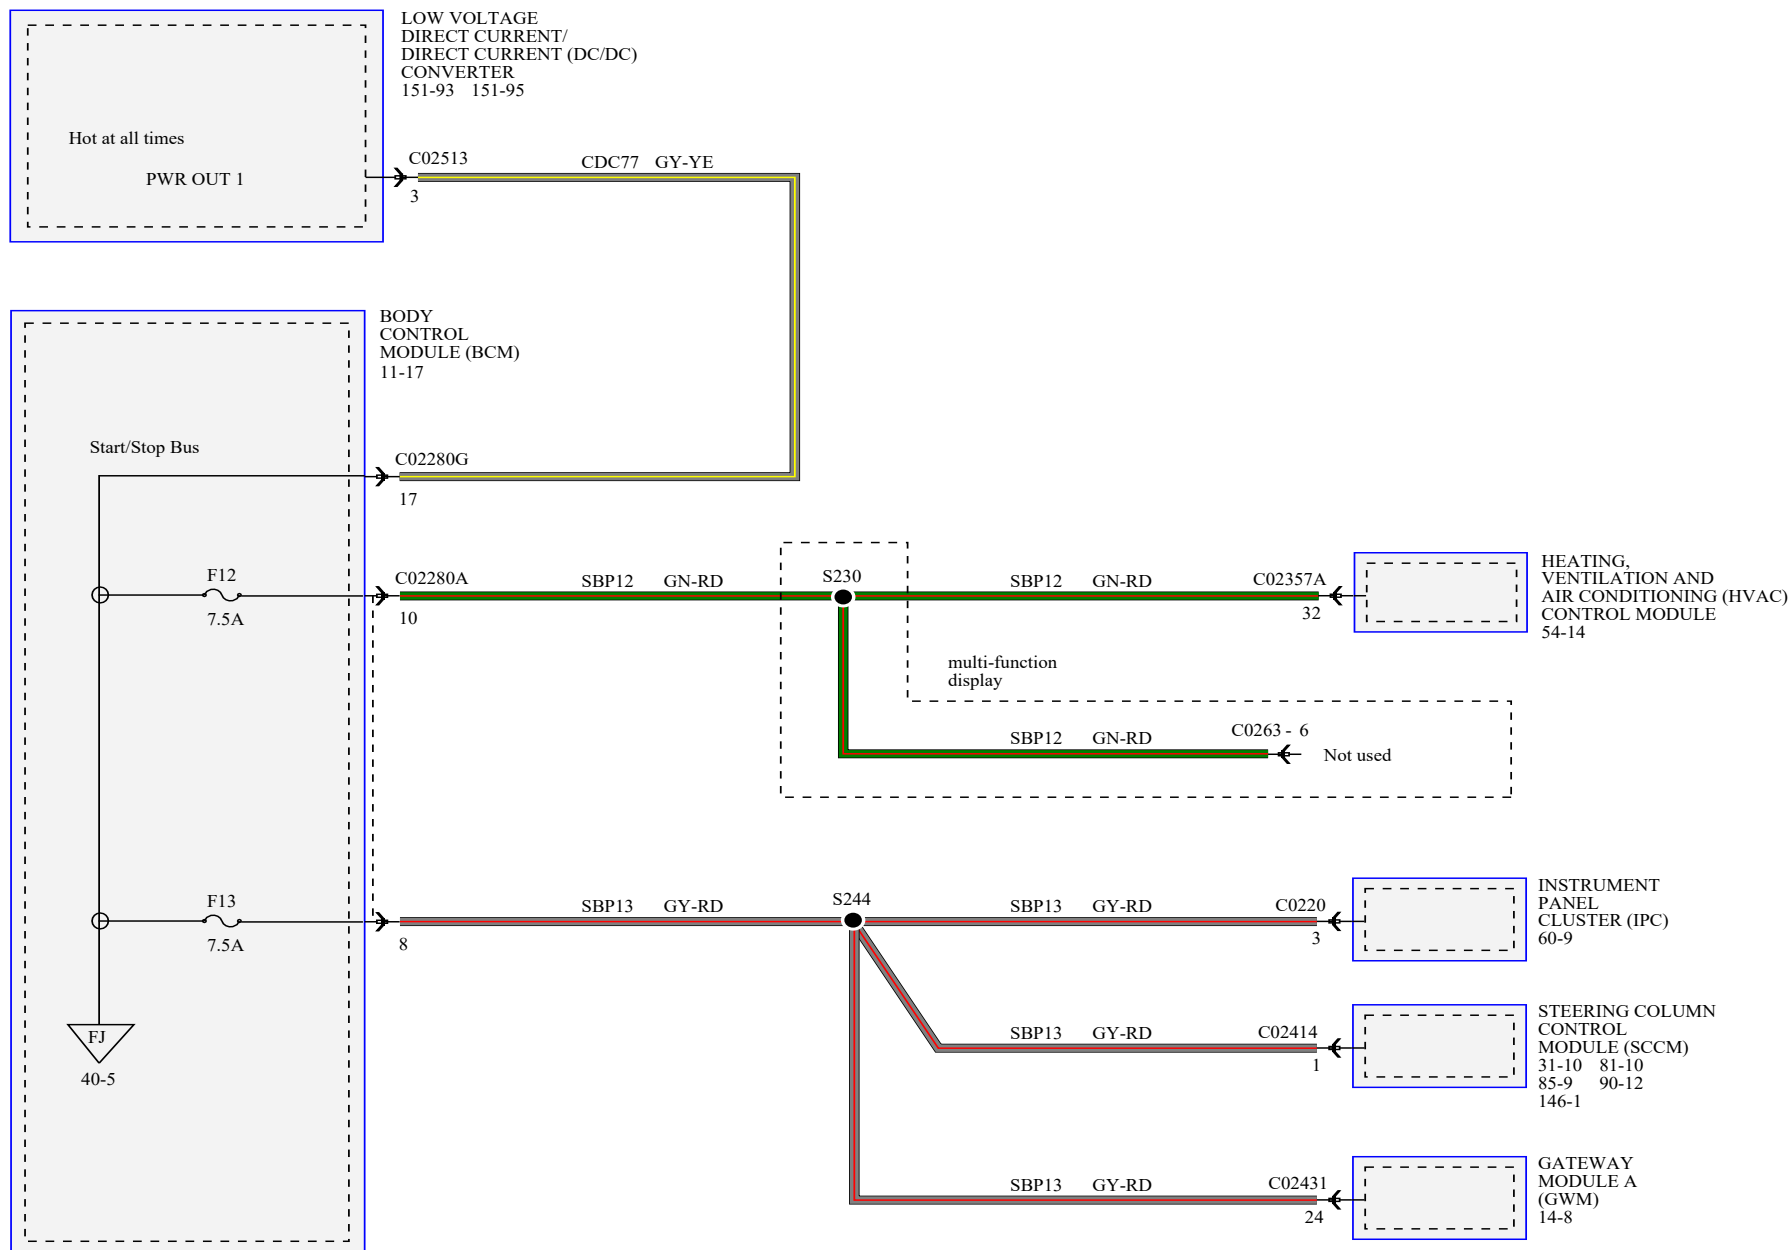 LOW VOLTAGE
DIRECT CURRENT/
DIRECT CURRENT (DC/DC)
CONVERTER
151-93 151-95
Hot at all times
PWR OUT 1
C02513
3
CDC77 GY-YE
BODY
CONTROL
MODULE (BCM)
11-17
Start/Stop Bus
C02280G
17
F12
7.5A
C02280A
10
SBP12 GN-RD
S230
SBP12 GN-RD
C02357A
32
HEATING,
VENTILATION AND
AIR CONDITIONING (HVAC)
CONTROL MODULE
54-14
multi-function
display
SBP12 GN-RD
C0263 - 6
Not used
F13
7.5A
8
SBP13 GY-RD
S244
SBP13 GY-RD
C0220
3
INSTRUMENT
PANEL
CLUSTER (IPC)
60-9
SBP13 GY-RD
C02414
1
STEERING COLUMN
CONTROL
MODULE (SCCM)
31-10 81-10
85-9 90-12
146-1
FJ
40-5
SBP13 GY-RD
C02431
24
GATEWAY
MODULE A
(GWM)
14-8